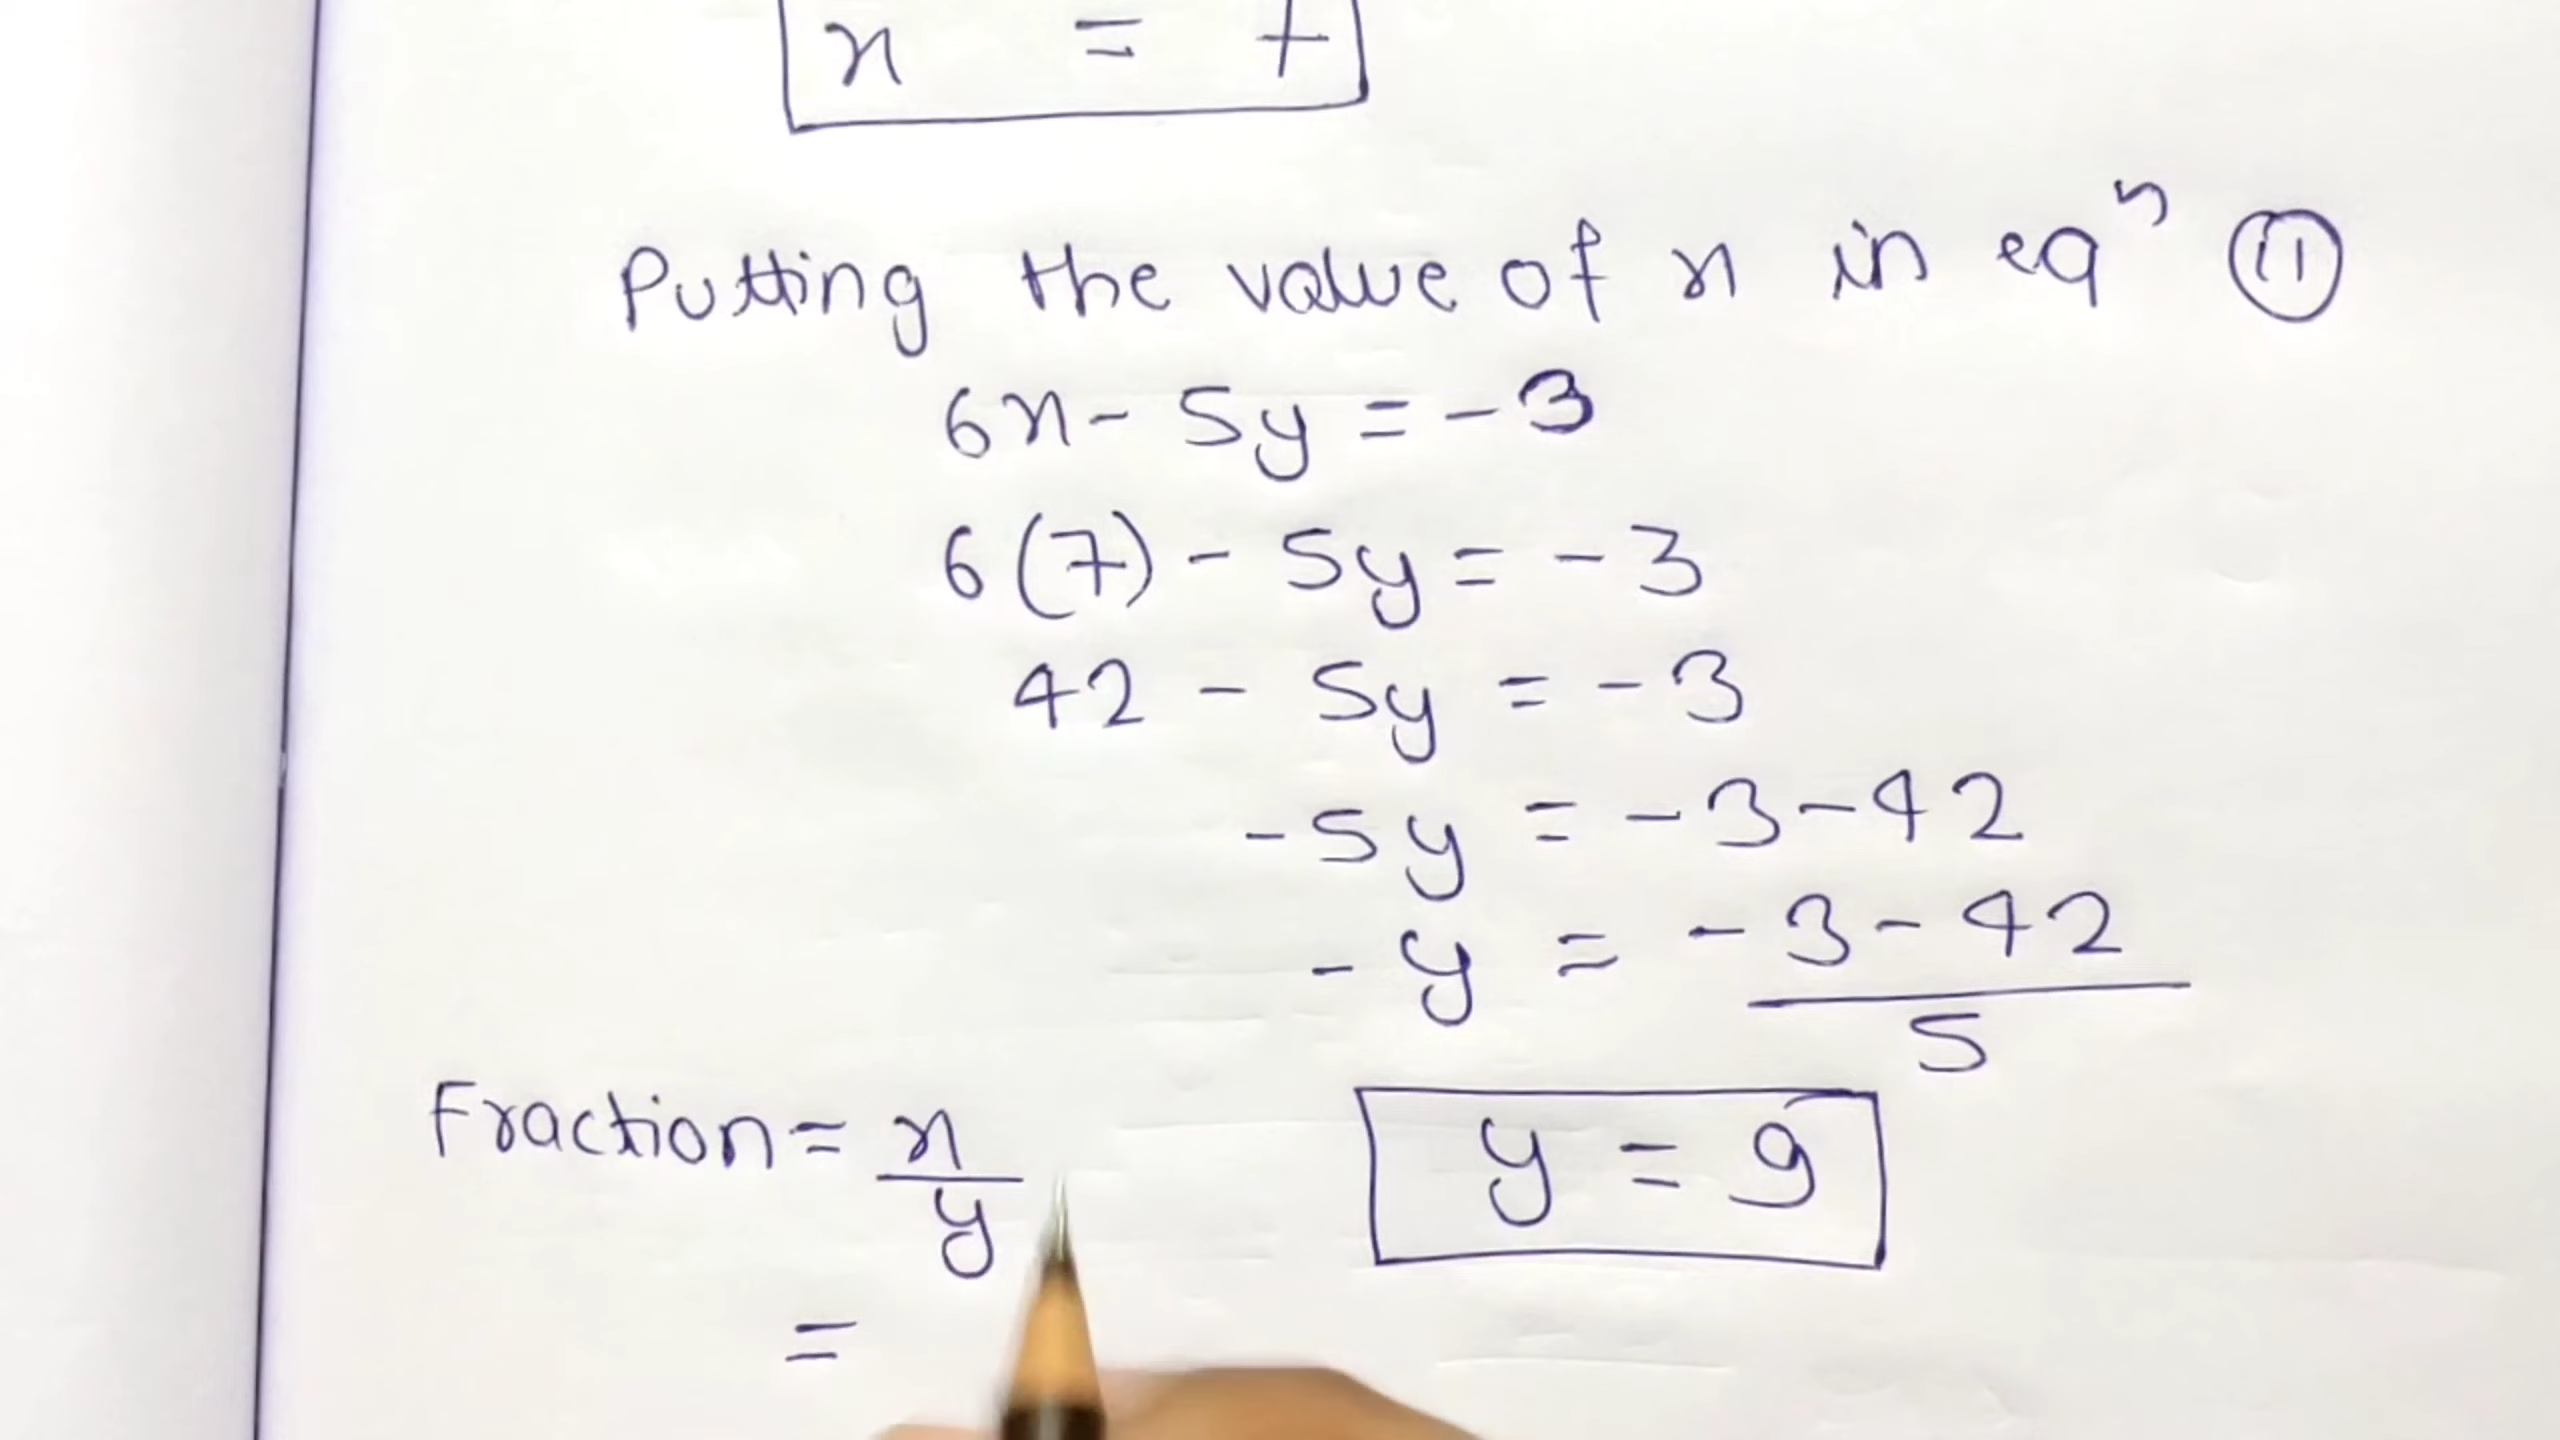 x = 7
Putting the value of x in eqⁿ (11)
6x - 5y = -3
6(7) - 5y = -3
42 - 5y = -3
-5y = -3-42
-y = -3-42
5
y = 9
Fraction = x
y
=